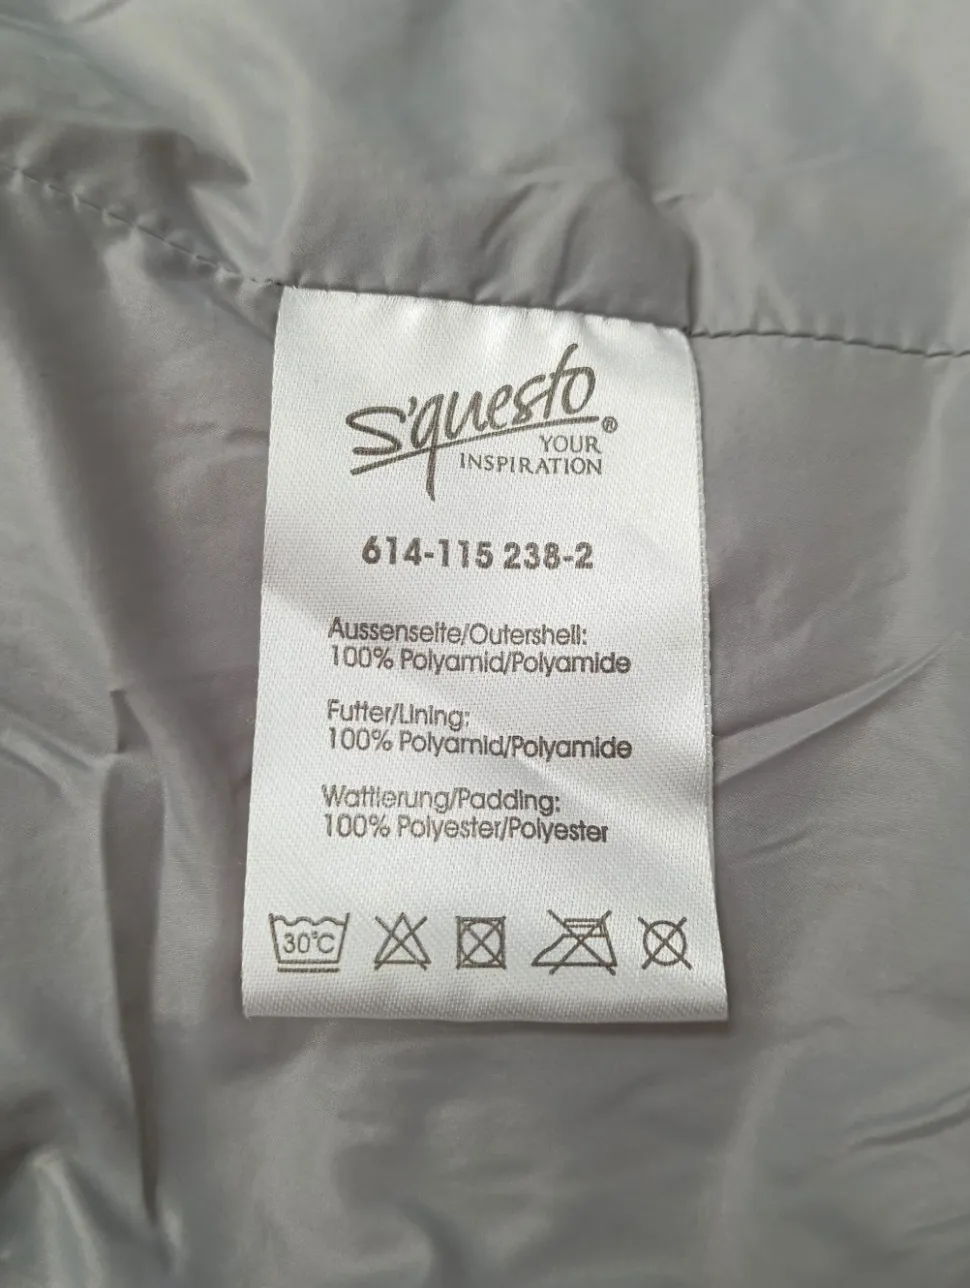 S'questo®
YOUR
INSPIRATION
614-115 238-2
Aussenseite/Outershell:
100% Polyamid/Polyamide
Futter/Lining:
100% Polyamid/Polyamide
Wattierung/Padding:
100% Polyester/Polyester
30°C